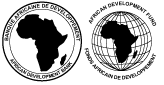 BANQUE AFRICAINE DE DEVELOPPEMENT
AFRICAN DEVELOPMENT BANK
AFRICAN DEVELOPMENT FUND
FONDS AFRICAIN DE DEVELOPPEMENT